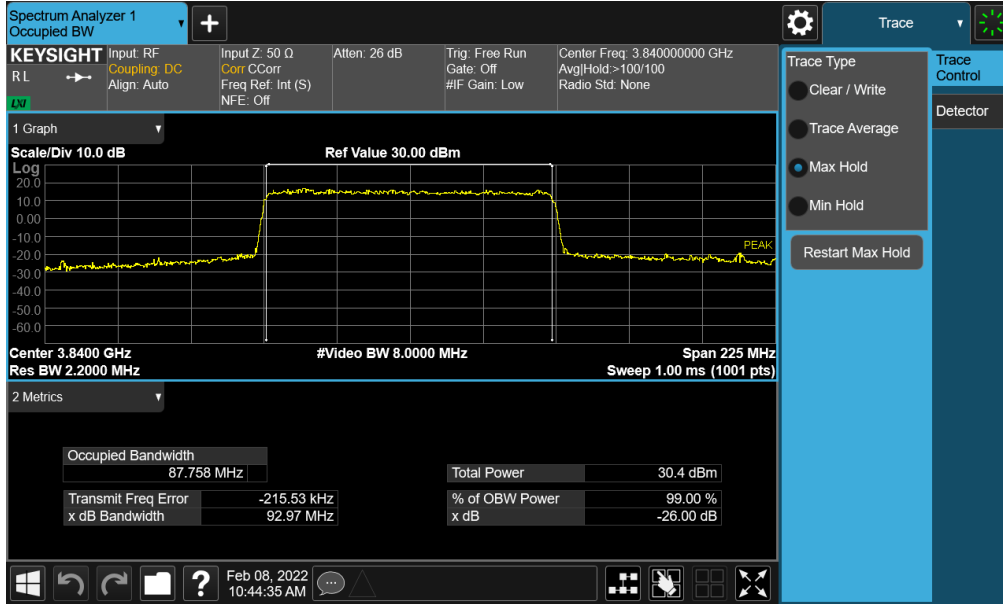 Spectrum Analyzer 1
Occupied BW
Trace
KEYSIGHT
RL
LXI
Input: RF
Coupling: DC
Align: Auto
Input Z: 50 Ω
Corr CCorr
Freq Ref: Int (S)
NFE: Off
Atten: 26 dB
Trig: Free Run
Gate: Off
#IF Gain: Low
Center Freq: 3.840000000 GHz
Avg|Hold:>100/100
Radio Std: None
Trace Type
Clear / Write
Trace Average
Max Hold
Min Hold
Restart Max Hold
Trace
Control
Detector
1 Graph
Scale/Div 10.0 dB
Ref Value 30.00 dBm
Log
20.0
10.0
0.00
-10.0
-20.0
-30.0
-40.0
-50.0
-60.0
PEAK
Center 3.8400 GHz
#Video BW 8.0000 MHz
Span 225 MHz
Res BW 2.2000 MHz
Sweep 1.00 ms (1001 pts)
2 Metrics
Occupied Bandwidth
87.758 MHz
Total Power 30.4 dBm
Transmit Freq Error -215.53 kHz
% of OBW Power 99.00 %
x dB Bandwidth 92.97 MHz
x dB -26.00 dB
?
Feb 08, 2022
10:44:35 AM